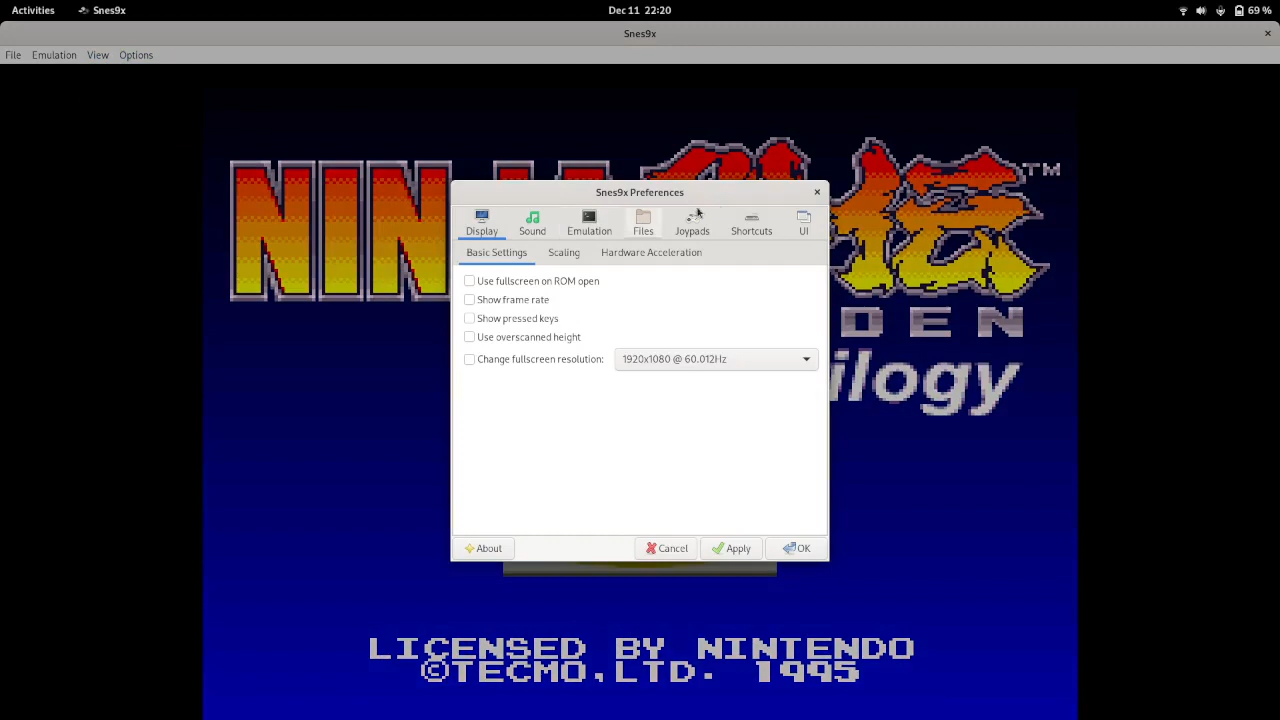 Activities Snes9x Dec 11 22:20 69 %
Snes9x ×
File Emulation View Options
NIN
™
Snes9x Preferences ×
Display Sound Emulation Files Joypads Shortcuts UI
Basic Settings Scaling Hardware Acceleration
Use fullscreen on ROM open
Show frame rate
DEN
Show pressed keys
Use overscanned height
Change fullscreen resolution: 1920x1080 @ 60.012Hz
ilogy
About Cancel Apply OK
LICENSED BY NINTENDO
©TECMO,LTD. 1995